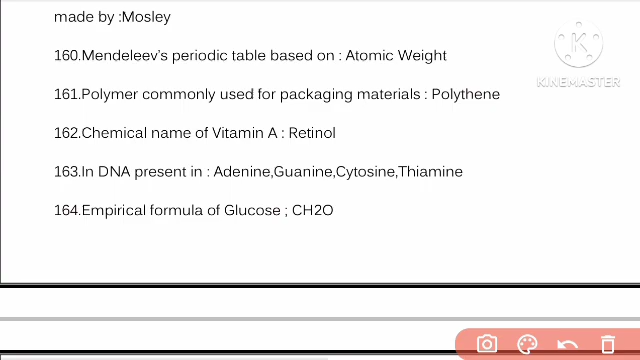 made by :Mosley
160.Mendeleev's periodic table based on : Atomic Weight
161.Polymer commonly used for packaging materials : Polythene
162.Chemical name of Vitamin A : Retinol
163.In DNA present in : Adenine,Guanine,Cytosine,Thiamine
164.Empirical formula of Glucose ; CH2O
K
KINEMASTER